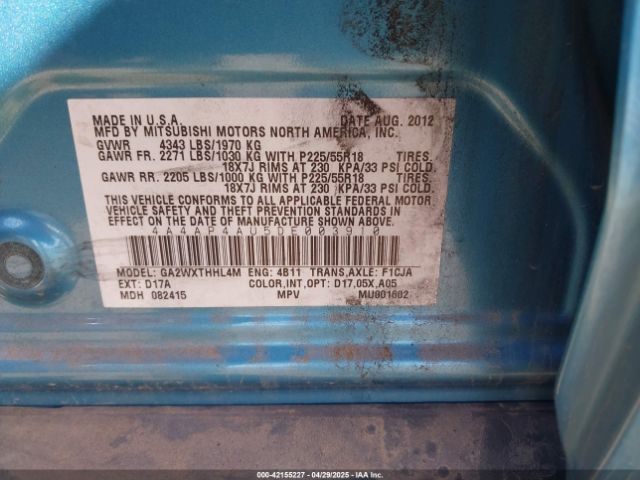 MADE IN U.S.A. DATE AUG. 2012
MFD BY MITSUBISHI MOTORS NORTH AMERICA, INC.
GVWR 4343 LBS/1970 KG
GAWR FR. 2271 LBS/1030 KG WITH P225/55R18 TIRES.
18X7J RIMS AT 230 KPA/33 PSI COLD.
GAWR RR. 2205 LBS/1000 KG WITH P225/55R18 TIRES.
18X7J RIMS AT 230 KPA/33 PSI COLD.
THIS VEHICLE CONFORMS TO ALL APPLICABLE FEDERAL MOTOR
VEHICLE SAFETY AND THEFT PREVENTION STANDARDS IN
EFFECT ON THE DATE OF MANUFACTURE SHOWN ABOVE.
4A4AP4AU5DE003910
MODEL: GA2WXTHHL4M ENG: 4B11 TRANS,AXLE: F1CJA
EXT: D17A COLOR,INT,OPT: D17,05X,A05
MDH 082415 MPV MU001602
000-42155227 - 04/29/2025 - IAAI, Inc.